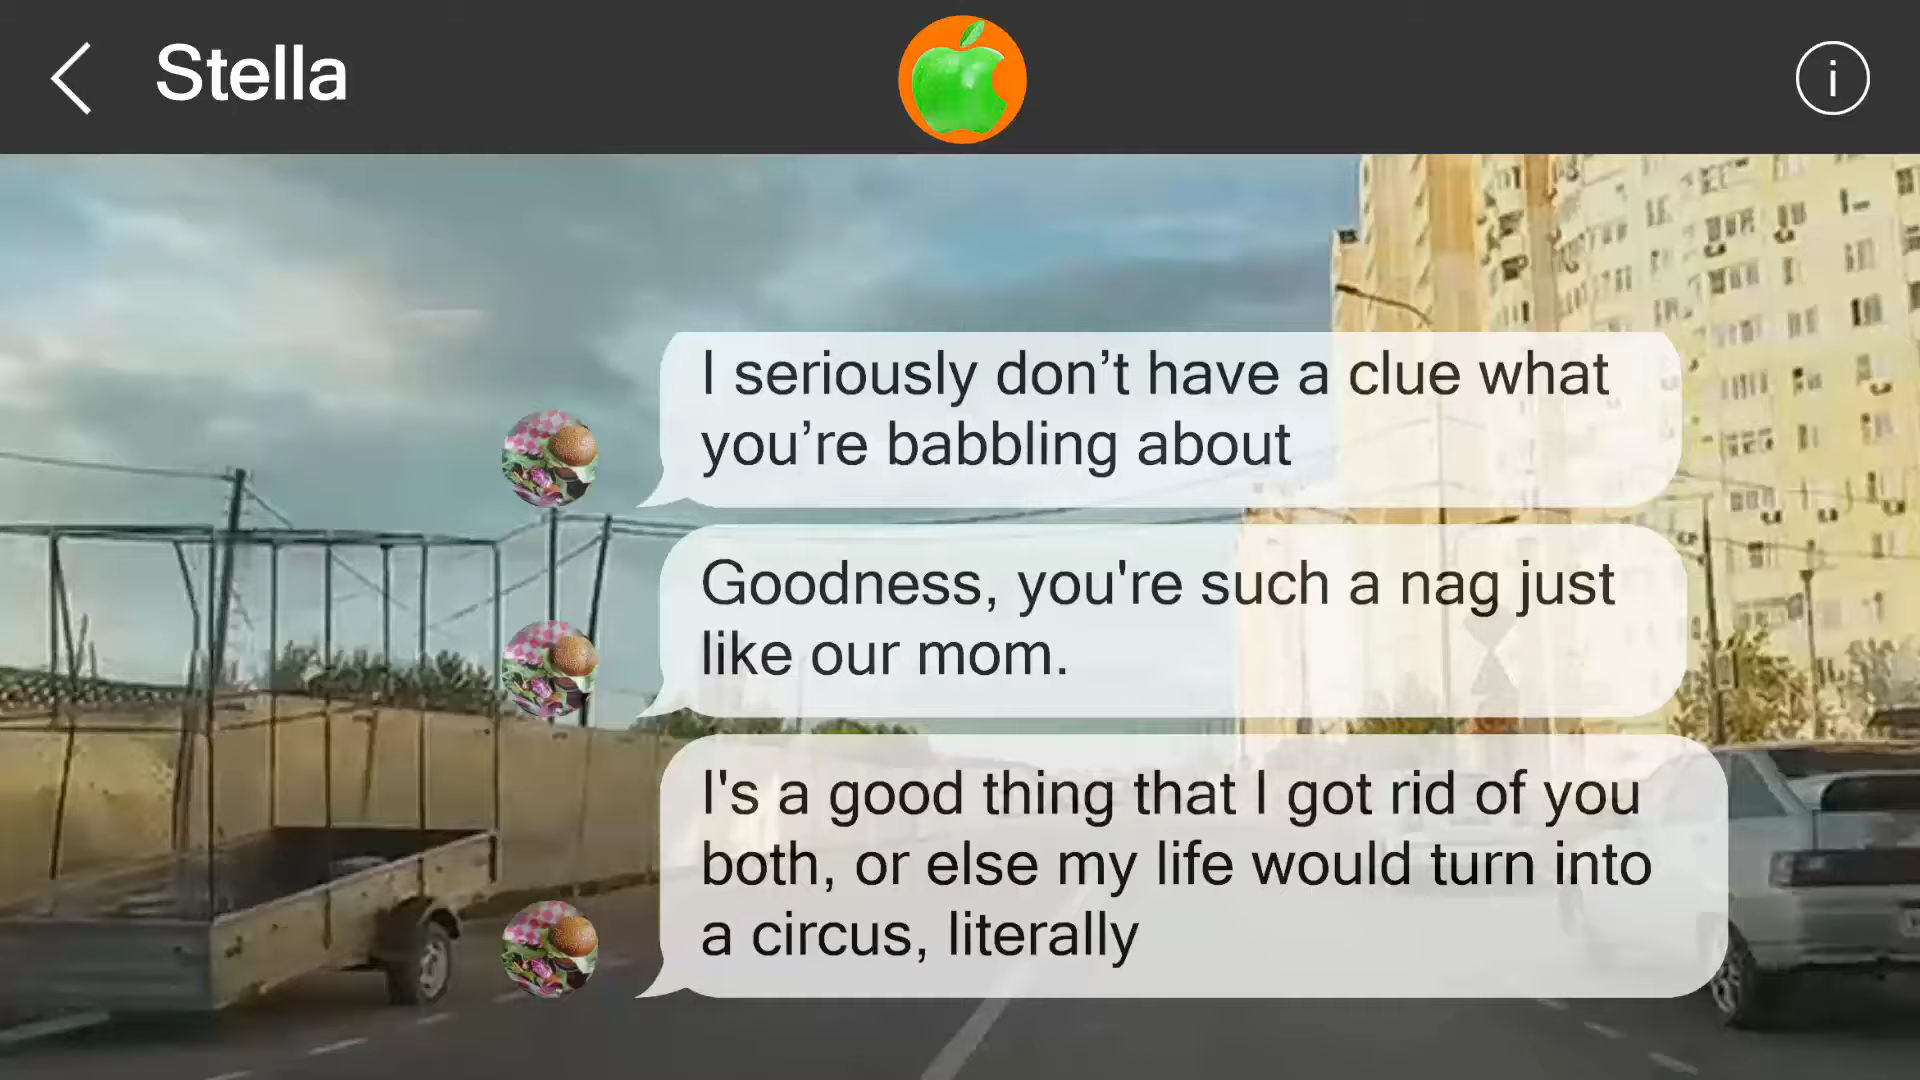 Stella
i
I seriously don’t have a clue what
you’re babbling about
Goodness, you're such a nag just
like our mom.
I's a good thing that I got rid of you
both, or else my life would turn into
a circus, literally